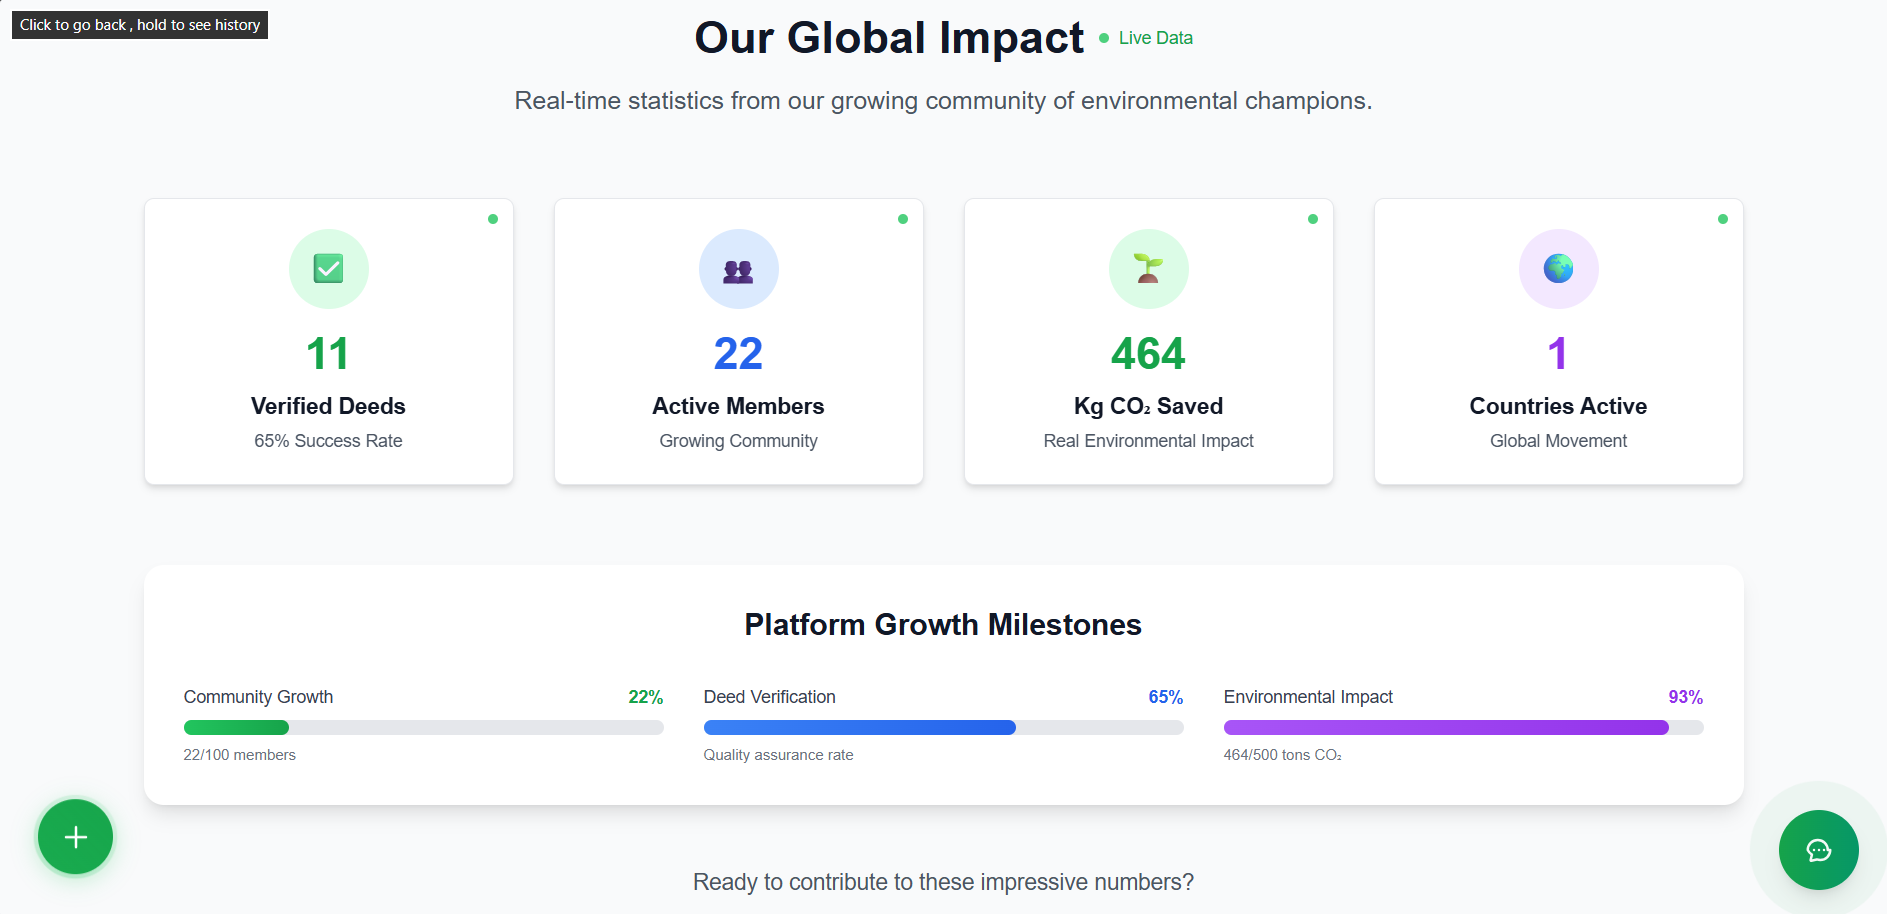 Click to go back , hold to see history
Our Global Impact
Live Data
Real-time statistics from our growing community of environmental champions.
11
Verified Deeds
65% Success Rate
22
Active Members
Growing Community
464
Kg CO₂ Saved
Real Environmental Impact
1
Countries Active
Global Movement
Platform Growth Milestones
Community Growth 22%
22/100 members
Deed Verification 65%
Quality assurance rate
Environmental Impact 93%
464/500 tons CO₂
Ready to contribute to these impressive numbers?